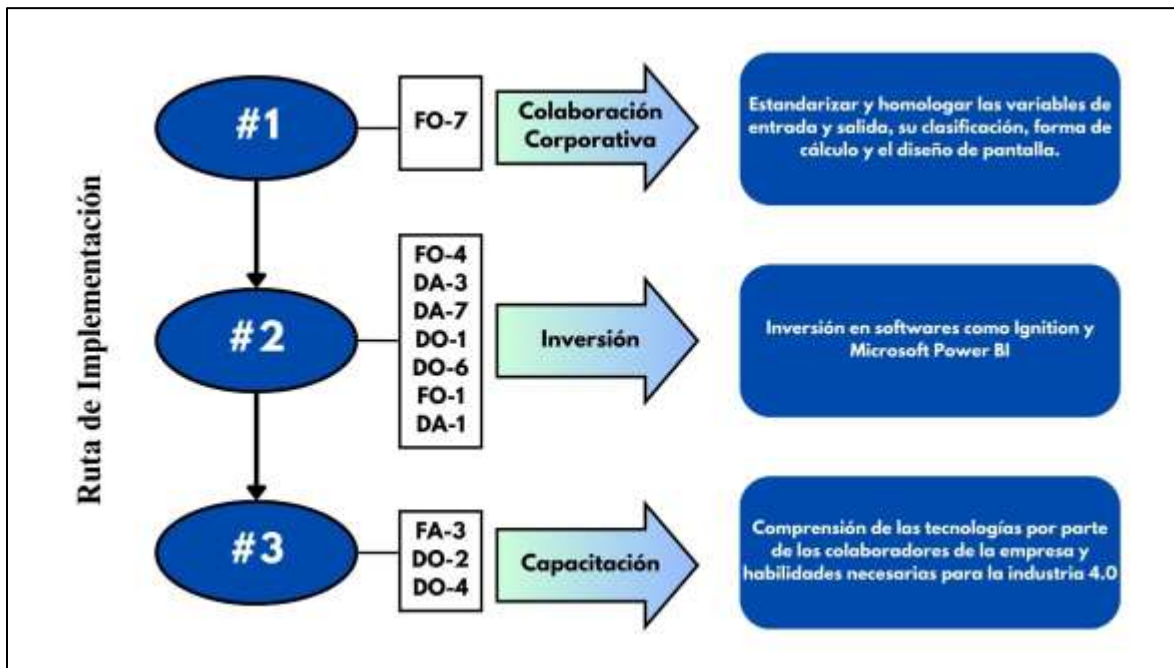 Ruta de Implementación
#1
FO-7
Colaboración
Corporativa
Estandarizar y homologar las variables de
entrada y salida, su clasificación, forma de
cálculo y el diseño de pantalla.
#2
FO-4
DA-3
DA-7
DO-1
DO-6
FO-1
DA-1
Inversión
Inversión en softwares como Ignition y
Microsoft Power BI
#3
FA-3
DO-2
DO-4
Capacitación
Comprensión de las tecnologías por parte
de los colaboradores de la empresa y
habilidades necesarias para la industria 4.0